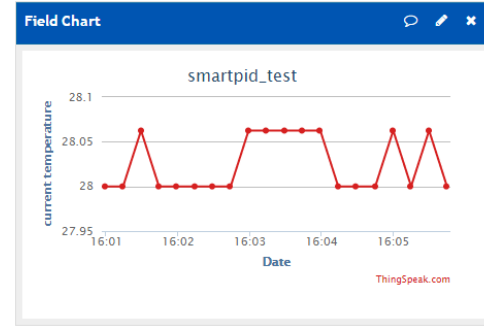 Field Chart
smartpid_test
current temperature
28.1
28.05
28
27.95
16:01 16:02 16:03 16:04 16:05
Date
ThingSpeak.com